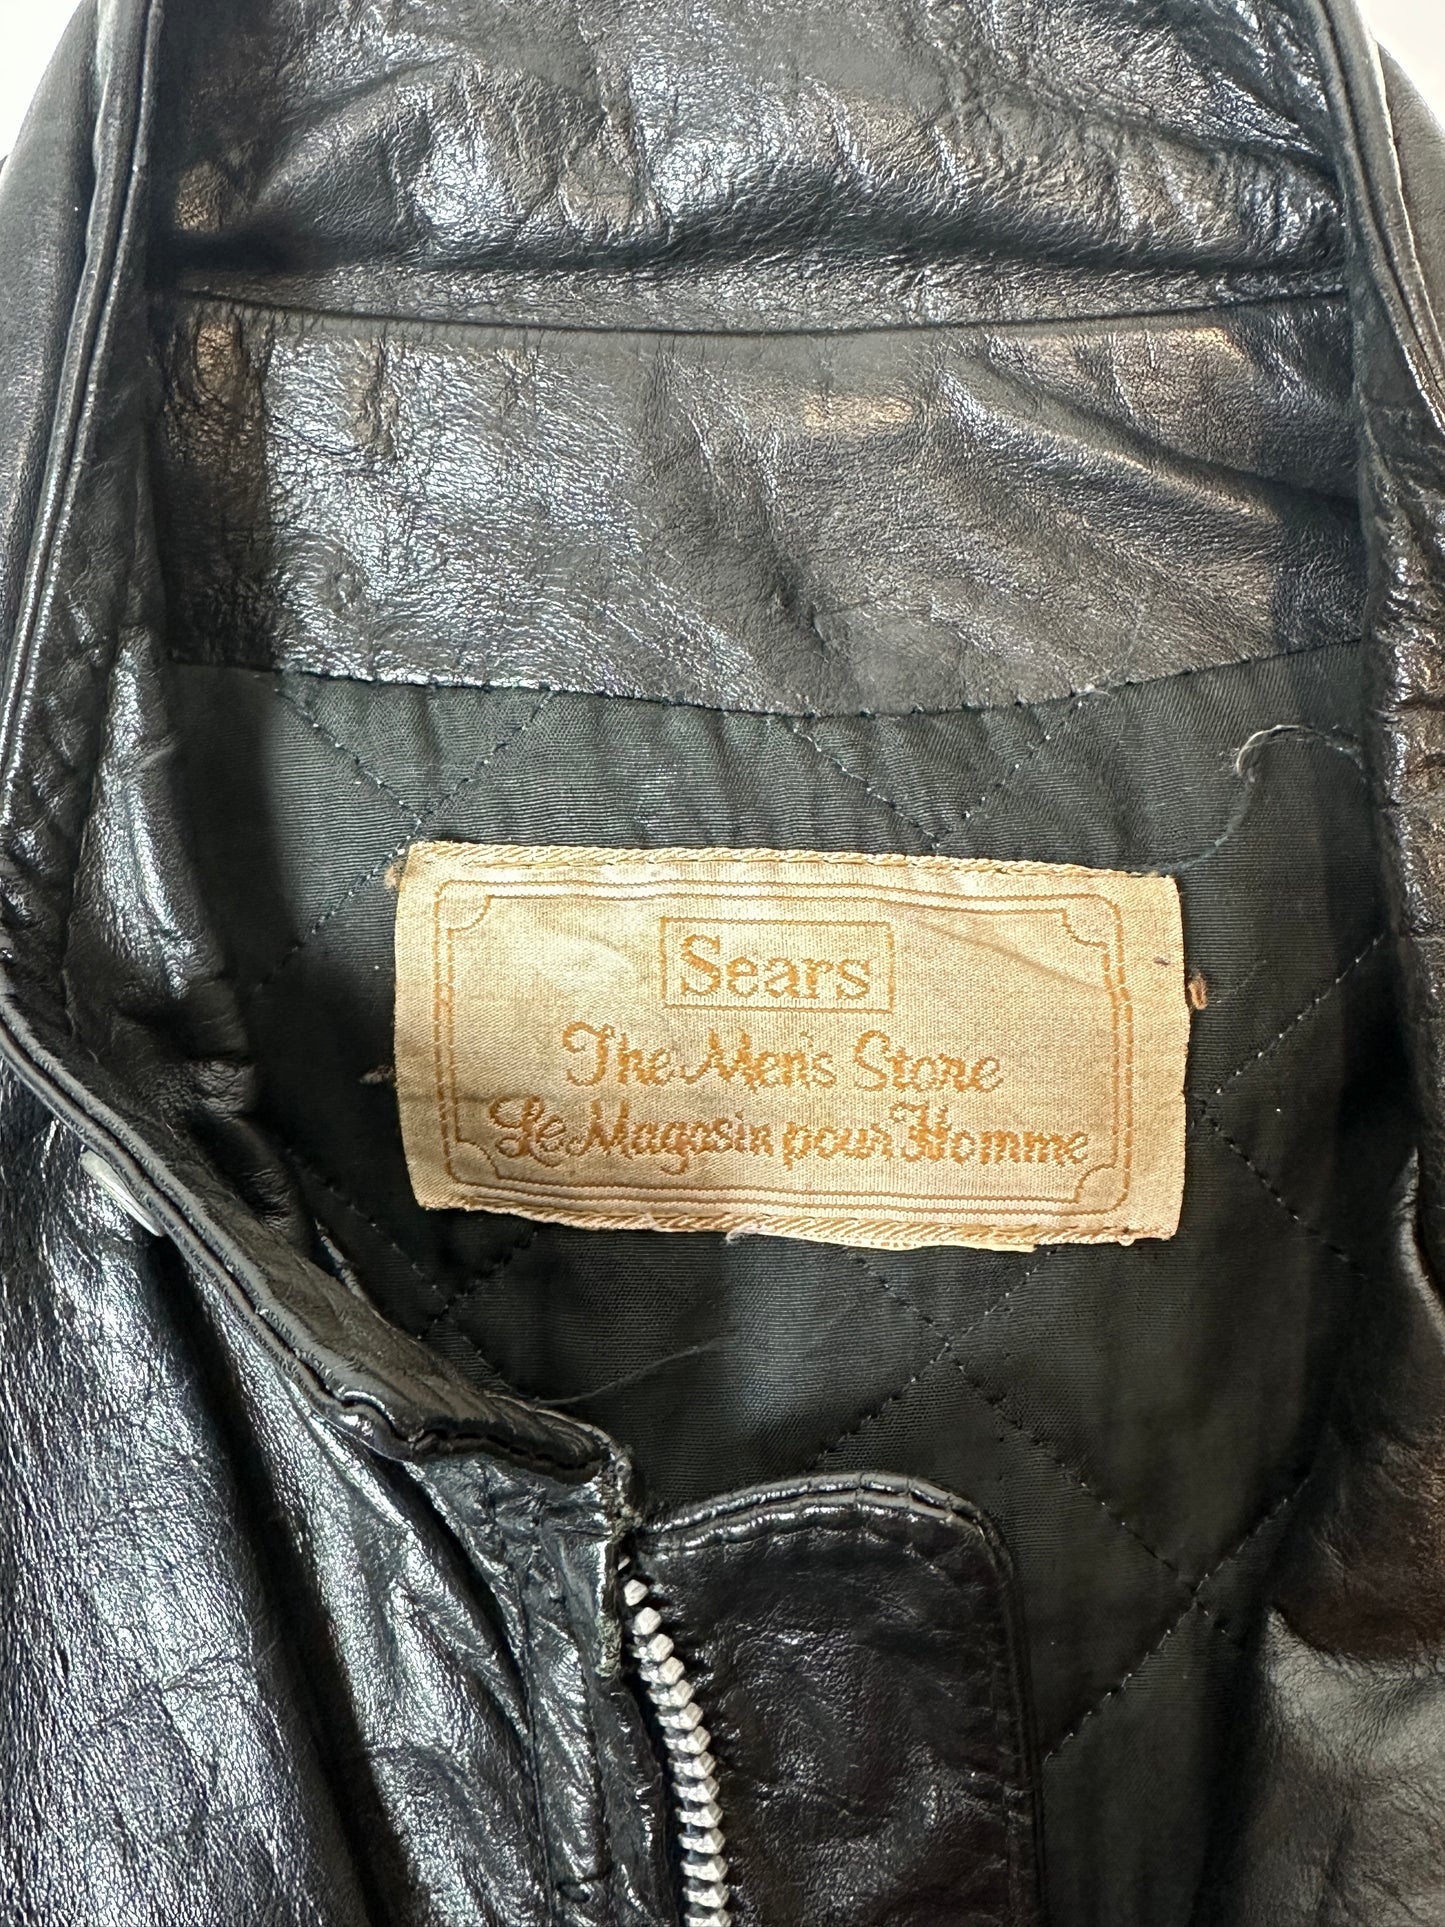 Sears
The Men's Store
Le Magasin pour Homme